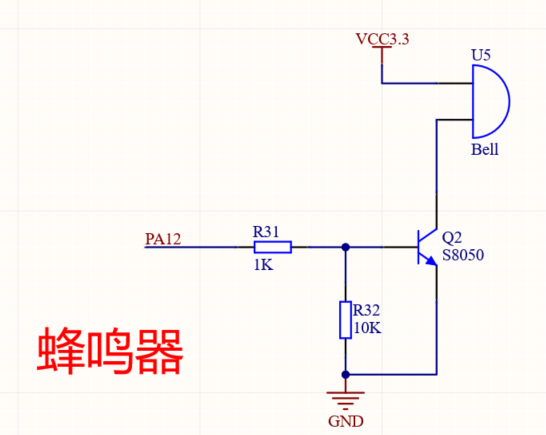 VCC3.3
U5
Bell
PA12
R31
1K
Q2
S8050
R32
10K
蜂鸣器
GND